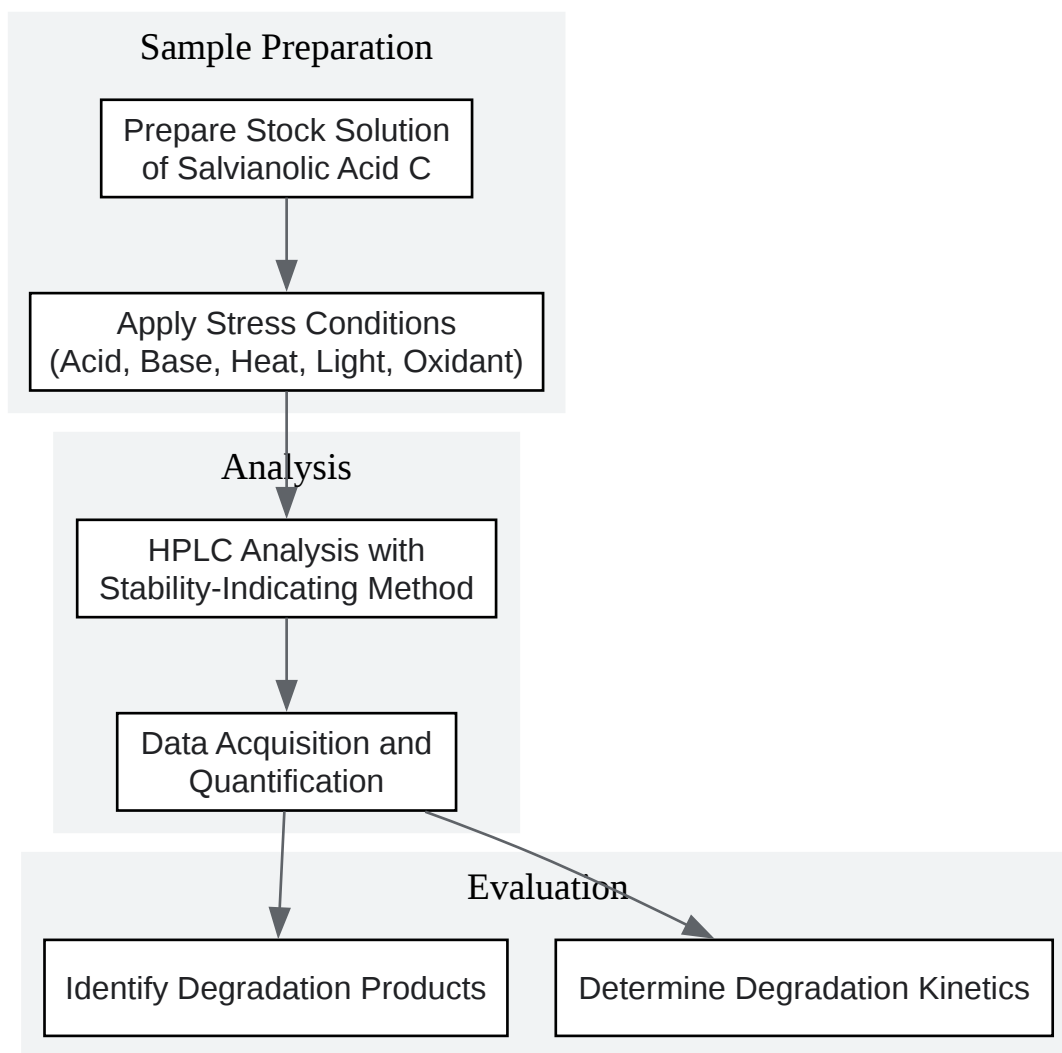 Sample Preparation
Prepare Stock Solution
of Salvianolic Acid C
Apply Stress Conditions
(Acid, Base, Heat, Light, Oxidant)
Analysis
HPLC Analysis with
Stability-Indicating Method
Data Acquisition and
Quantification
Evaluation
Identify Degradation Products
Determine Degradation Kinetics